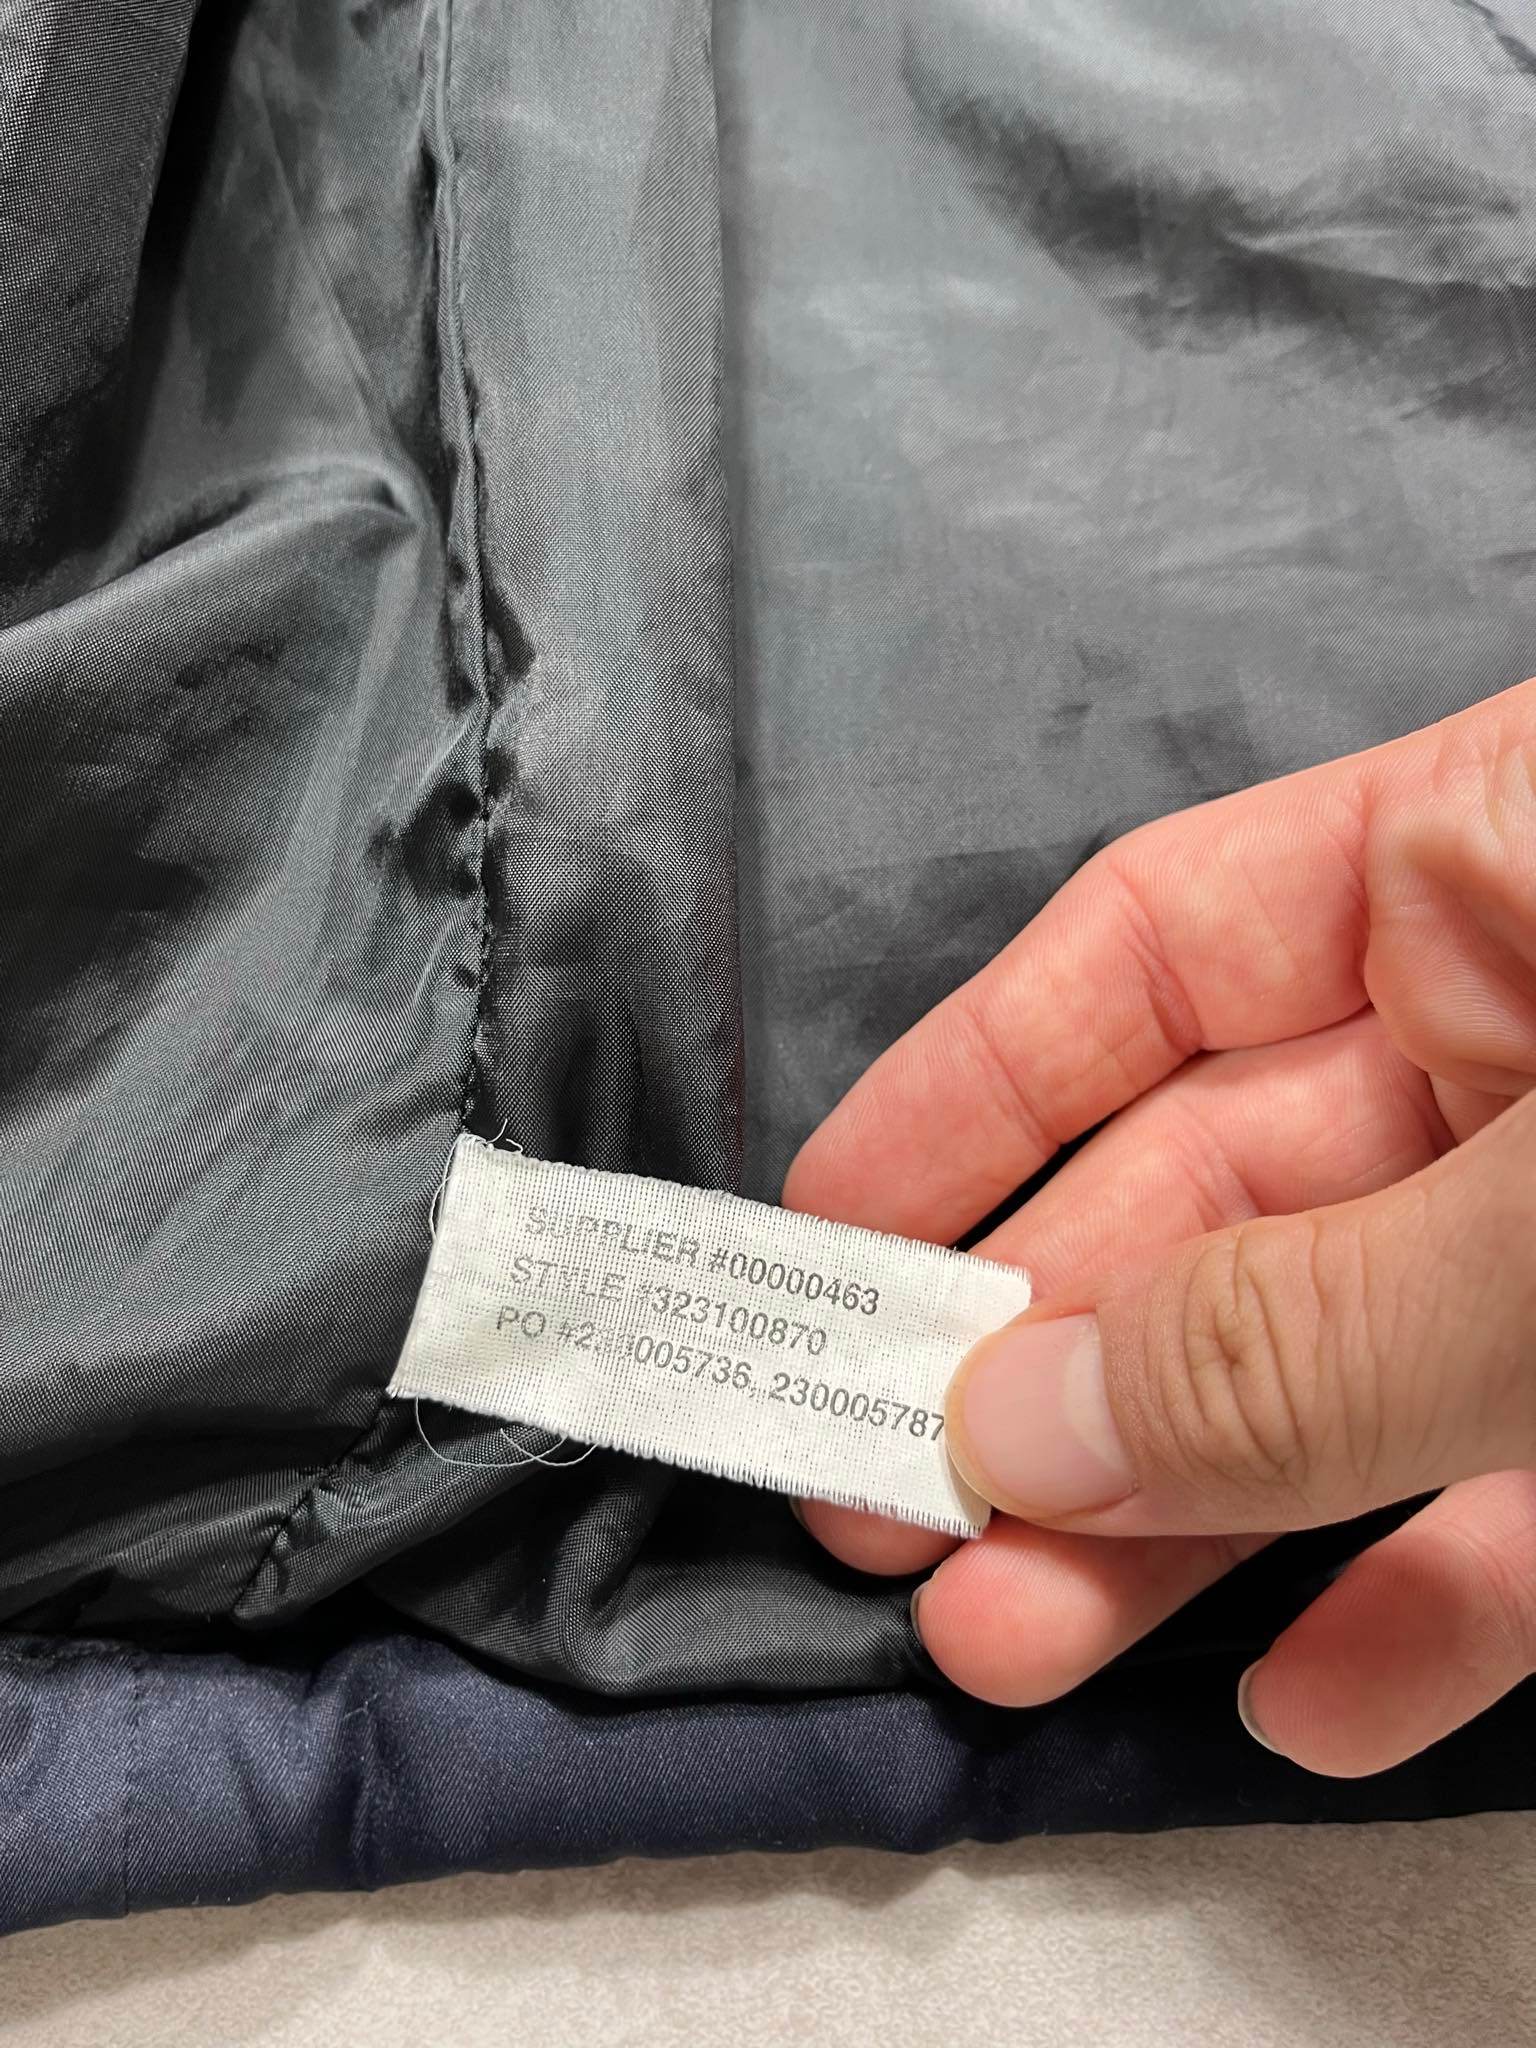 SUPPLIER #00000463
STYLE #323100870
PO # 230005787